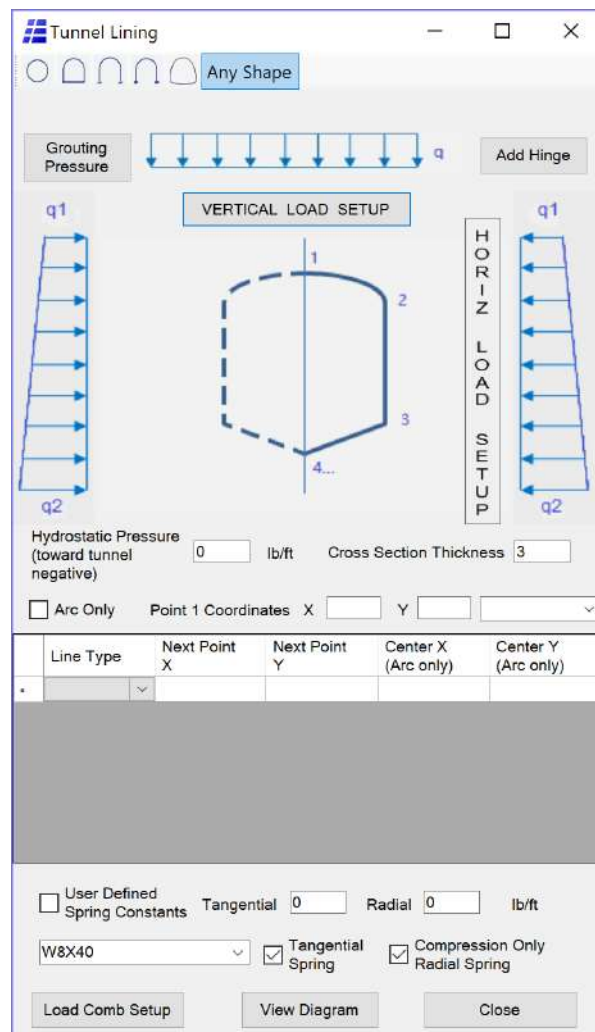 Tunnel Lining
Any Shape
Grouting
Pressure
q
Add Hinge
q1
VERTICAL LOAD SETUP
q1
HORIZ LOAD SETUP
1
2
3
4...
q2
q2
Hydrostatic Pressure
(toward tunnel
negative)
0
lb/ft
Cross Section Thickness
3
Arc Only
Point 1 Coordinates
X
Y
Line Type
Next Point
X
Next Point
Y
Center X
(Arc only)
Center Y
(Arc only)
User Defined
Spring Constants
Tangential
0
Radial
0
lb/ft
W8X40
Tangential
Spring
Compression Only
Radial Spring
Load Comb Setup
View Diagram
Close